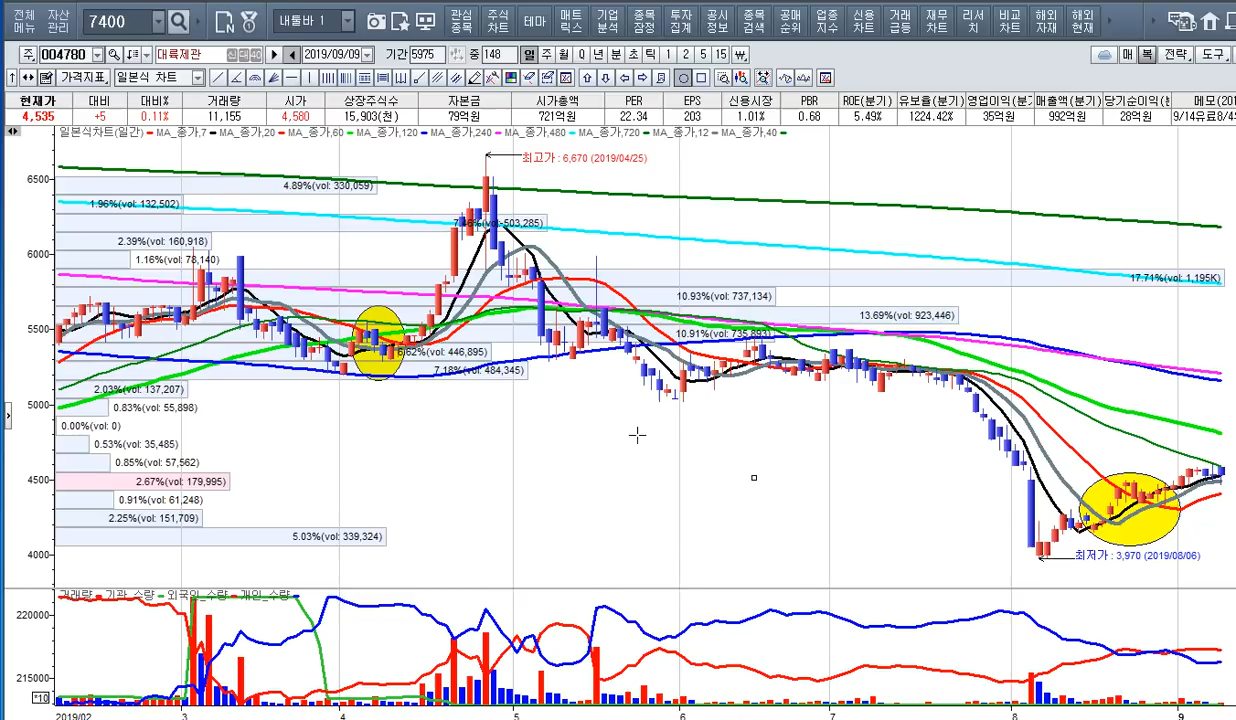 전체 메뉴 자산 관리 7400 내툴바 1 관심 종목 주식 차트 테마 매트 릭스 기업 분석 종목 잠정 투자 집계 공시 정보 종목 검색 공매 순위 업종 지수 신용 차트 거래 급등 재무 차트 리서 치 비교 차트 해외 자재 해외 현재
주 004780 대륙제관 신 대 40 2019/09/09 기간 5975 수 148 일 주 월 Q 년 분 초 틱 1 2 5 15 매 복 전략 도구
가격지표 일본식 차트
현재가 대비 대비% 거래량 시가 상장주식수 자본금 시가총액 PER EPS 신용시장 PBR ROE(분기) 유보율(분기) 영업이익(분기 매출액(분기) 당기순이익(분 메모(201
4,535 +5 0.11% 11,155 4,580 15,903(천) 79억원 721억원 22.34 203 1.01% 0.68 5.49% 1224.42% 35억원 992억원 28억원 9/14유료8/4
일본식차트(일간) MA_종가,7 MA_종가,20 MA_종가,60 MA_종가,120 MA_종가,240 MA_종가,480 MA_종가,720 MA_종가,12 MA_종가,40
최고가 : 6,670 (2019/04/25)
6500
4.89%(vol: 330,059)
1.96%(vol: 132,502)
7.46%(vol: 503,285)
2.39%(vol: 160,918)
6000
1.16%(vol: 78,140)
17.71%(vol: 1,195K)
10.93%(vol: 737,134)
13.69%(vol: 923,446)
5500
10.91%(vol: 735,893)
6.62%(vol: 446,895)
7.18%(vol: 484,345)
2.03%(vol: 137,207)
5000
0.83%(vol: 55,898)
0.00%(vol: 0)
0.53%(vol: 35,485)
0.85%(vol: 57,562)
4500
2.67%(vol: 179,995)
0.91%(vol: 61,248)
2.25%(vol: 151,709)
5.03%(vol: 339,324)
4000
최저가 : 3,970 (2019/08/06)
거래량 기관_수량 외국인_수량 개인_수량
220000
215000
*10
2019/02 3 4 5 6 7 8 9